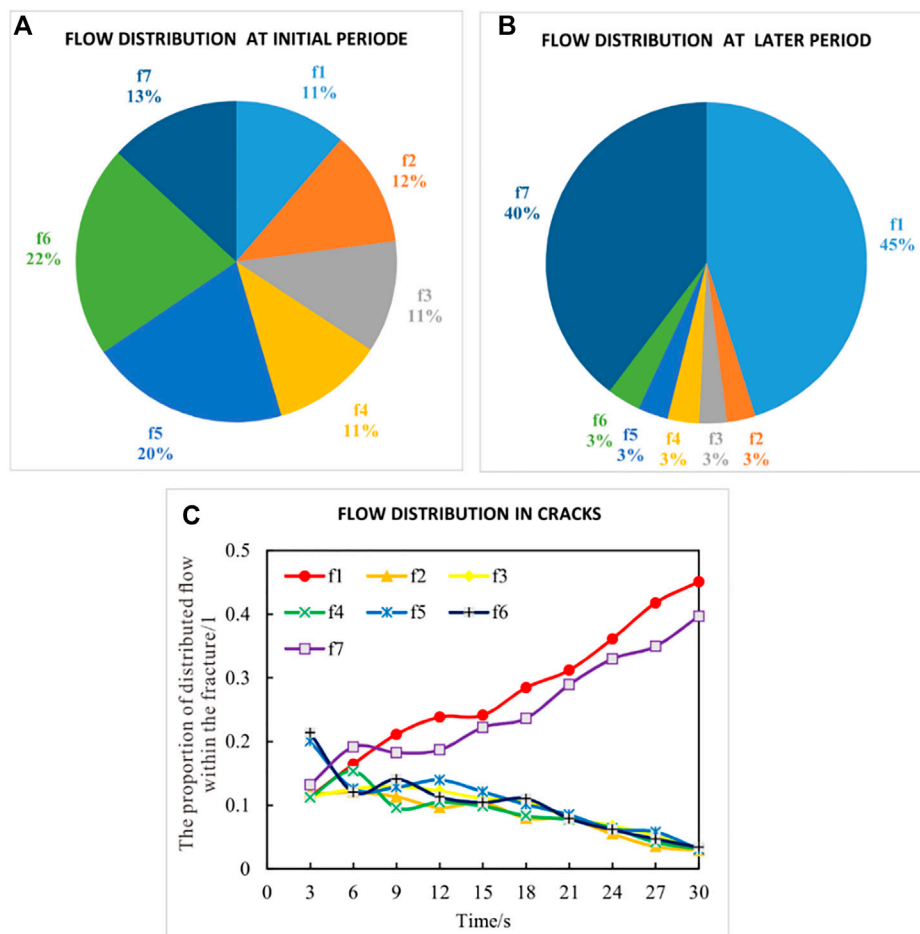 A
FLOW DISTRIBUTION AT INITIAL PERIODE
f7
13%
f1
11%
f2
12%
f6
22%
f3
11%
f4
11%
f5
20%
B
FLOW DISTRIBUTION AT LATER PERIOD
f7
40%
f1
45%
f6
3%
f5
3%
f4
3%
f3
3%
f2
3%
C
FLOW DISTRIBUTION IN CRACKS
The proportion of distributed flow
within the fracture/1
0.5
0.4
0.3
0.2
0.1
0
f1 f2 f3
f4 f5 f6
f7
0 3 6 9 12 15 18 21 24 27 30
Time/s